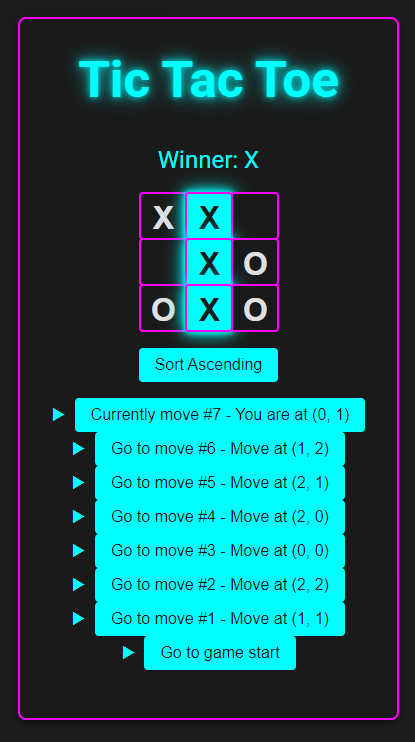 Tic Tac Toe
Winner: X
X X
X O
O X O
Sort Ascending
Currently move #7 - You are at (0, 1)
Go to move #6 - Move at (1, 2)
Go to move #5 - Move at (2, 1)
Go to move #4 - Move at (2, 0)
Go to move #3 - Move at (0, 0)
Go to move #2 - Move at (2, 2)
Go to move #1 - Move at (1, 1)
Go to game start